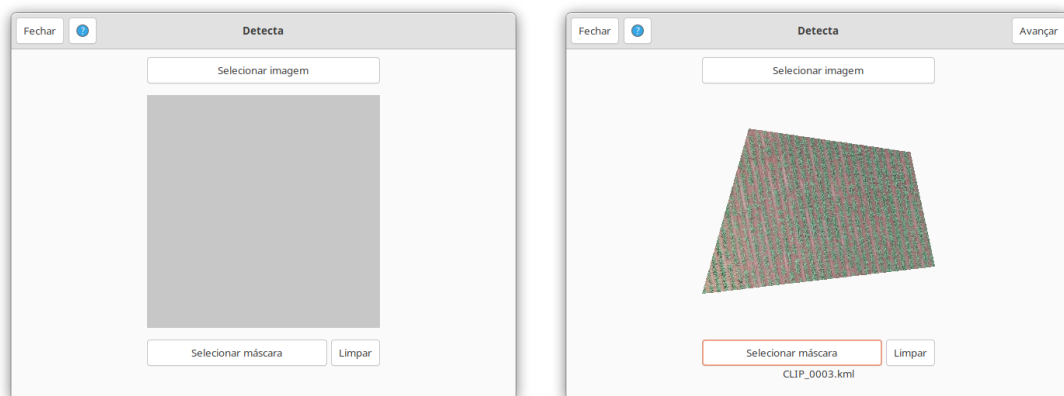 Fechar ? Detecta
Selecionar imagem
Selecionar máscara Limpar
Fechar ? Detecta Avançar
Selecionar imagem
Selecionar máscara Limpar
CLIP_0003.kml